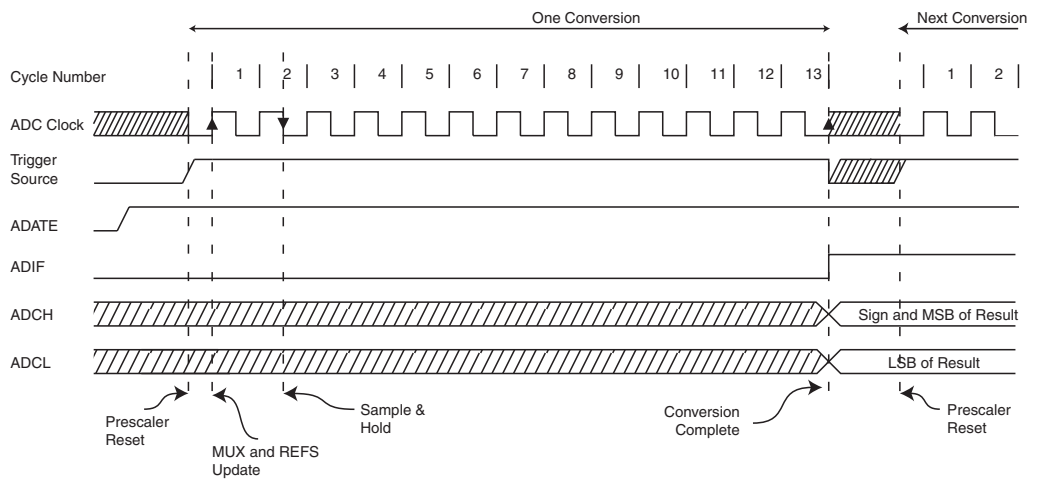 One Conversion
Next Conversion
Cycle Number
1 2 3 4 5 6 7 8 9 10 11 12 13 1 2
ADC Clock
Trigger
Source
ADATE
ADIF
ADCH
Sign and MSB of Result
ADCL
LSB of Result
Prescaler
Reset
MUX and REFS
Update
Sample &
Hold
Conversion
Complete
Prescaler
Reset